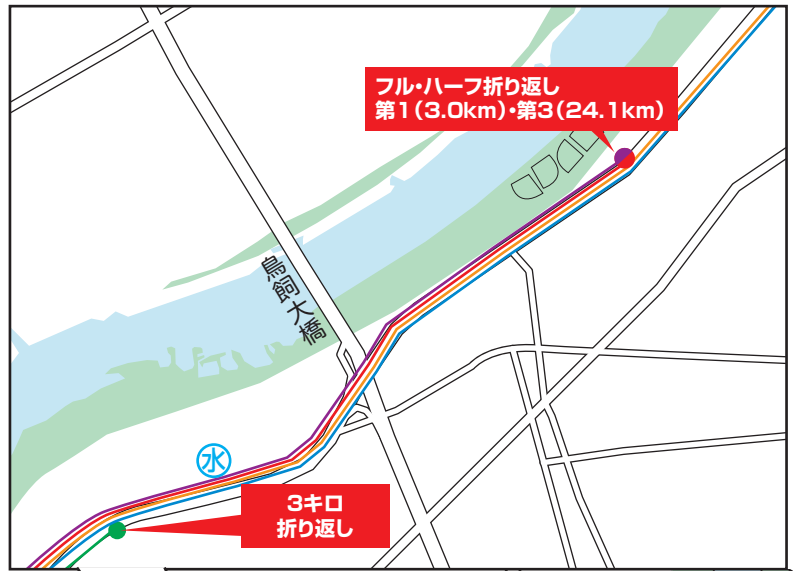 フル・ハーフ折り返し
第1(3.0km)・第3(24.1km)
鳥飼大橋
水
3キロ
折り返し